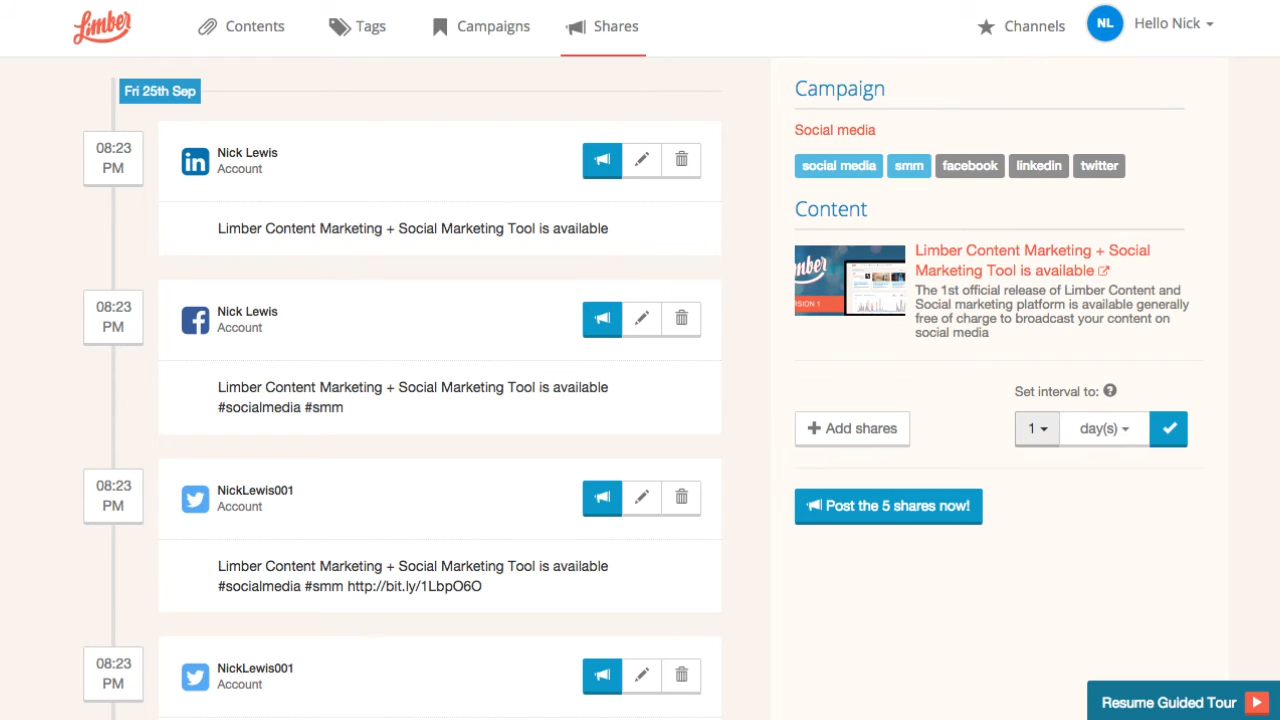 Limber
Contents
Tags
Campaigns
Shares
Channels
NL
Hello Nick
Fri 25th Sep
08:23
PM
Nick Lewis
Account
Limber Content Marketing + Social Marketing Tool is available
08:23
PM
Nick Lewis
Account
Limber Content Marketing + Social Marketing Tool is available
#socialmedia #smm
08:23
PM
NickLewis001
Account
Limber Content Marketing + Social Marketing Tool is available
#socialmedia #smm http://bit.ly/1LbpO6O
08:23
PM
NickLewis001
Account
Campaign
Social media
social media smm facebook linkedin twitter
Content
Limber Content Marketing + Social
Marketing Tool is available
The 1st official release of Limber Content and
Social marketing platform is available generally
free of charge to broadcast your content on
social media
Set interval to:
+ Add shares
1
day(s)
Post the 5 shares now!
Resume Guided Tour